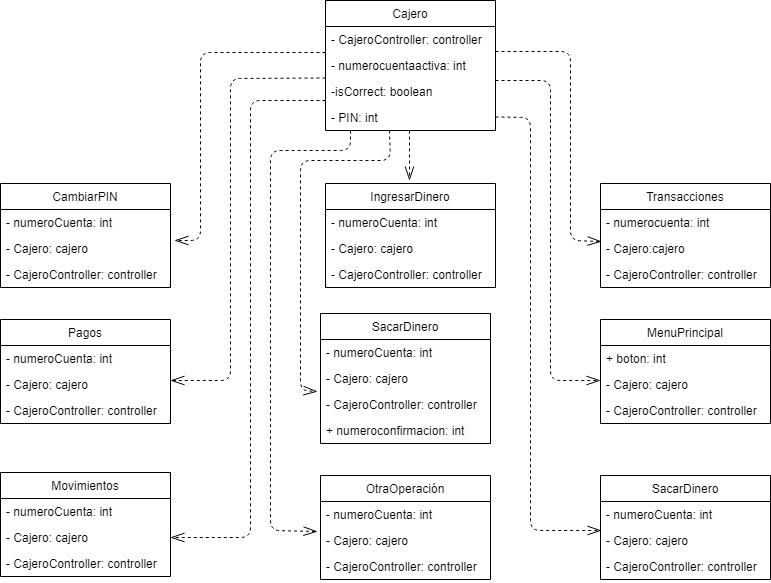 Cajero
- CajeroController: controller
- numerocuentaactiva: int
-isCorrect: boolean
- PIN: int
CambiarPIN
- numeroCuenta: int
- Cajero: cajero
- CajeroController: controller
IngresarDinero
- numeroCuenta: int
- Cajero: cajero
- CajeroController: controller
Transacciones
- numerocuenta: int
- Cajero:cajero
- CajeroController: controller
Pagos
- numeroCuenta: int
- Cajero: cajero
- CajeroController: controller
SacarDinero
- numeroCuenta: int
- Cajero: cajero
- CajeroController: controller
+ numeroconfirmacion: int
MenuPrincipal
+ boton: int
- Cajero: cajero
- CajeroController: controller
Movimientos
- numeroCuenta: int
- Cajero: cajero
- CajeroController: controller
OtraOperación
- numeroCuenta: int
- Cajero: cajero
- CajeroController: controller
SacarDinero
- numeroCuenta: int
- Cajero: cajero
- CajeroController: controller